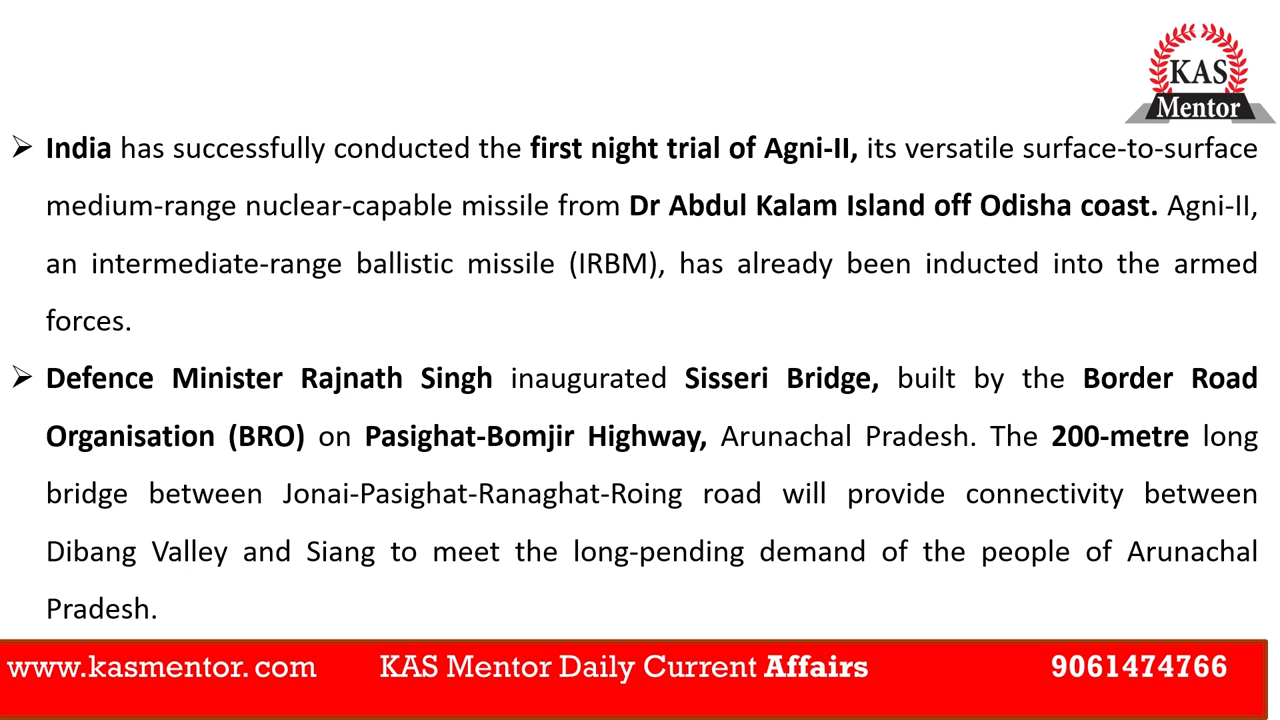 KAS
Mentor
➢ India has successfully conducted the first night trial of Agni-II, its versatile surface-to-surface
medium-range nuclear-capable missile from Dr Abdul Kalam Island off Odisha coast. Agni-II,
an intermediate-range ballistic missile (IRBM), has already been inducted into the armed
forces.
➢ Defence Minister Rajnath Singh inaugurated Sisseri Bridge, built by the Border Road
Organisation (BRO) on Pasighat-Bomjir Highway, Arunachal Pradesh. The 200-metre long
bridge between Jonai-Pasighat-Ranaghat-Roing road will provide connectivity between
Dibang Valley and Siang to meet the long-pending demand of the people of Arunachal
Pradesh.
www.kasmentor. com KAS Mentor Daily Current Affairs 9061474766